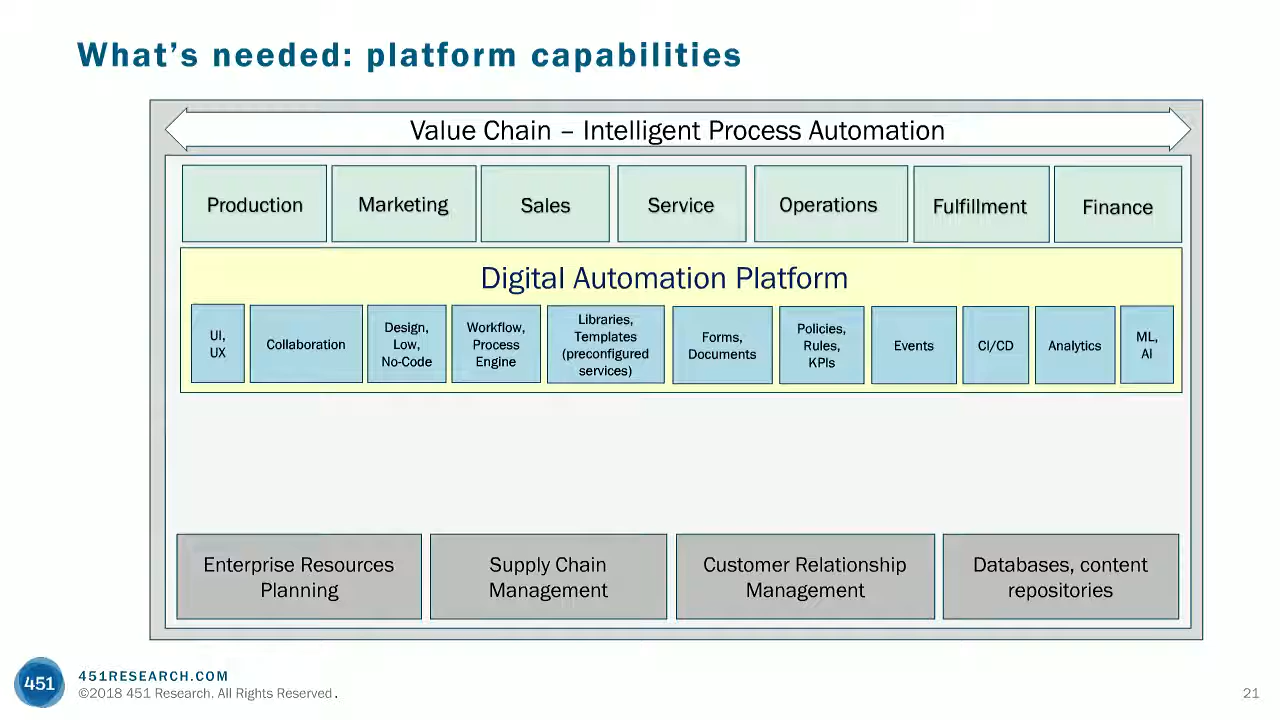 What's needed: platform capabilities
Value Chain – Intelligent Process Automation
Production
Marketing
Sales
Service
Operations
Fulfillment
Finance
Digital Automation Platform
UI,
UX
Collaboration
Design,
Low,
No-Code
Workflow,
Process
Engine
Libraries,
Templates
(preconfigured
services)
Forms,
Documents
Policies,
Rules,
KPIs
Events
CI/CD
Analytics
ML,
AI
Enterprise Resources
Planning
Supply Chain
Management
Customer Relationship
Management
Databases, content
repositories
451
451RESEARCH.COM
©2018 451 Research. All Rights Reserved.
21